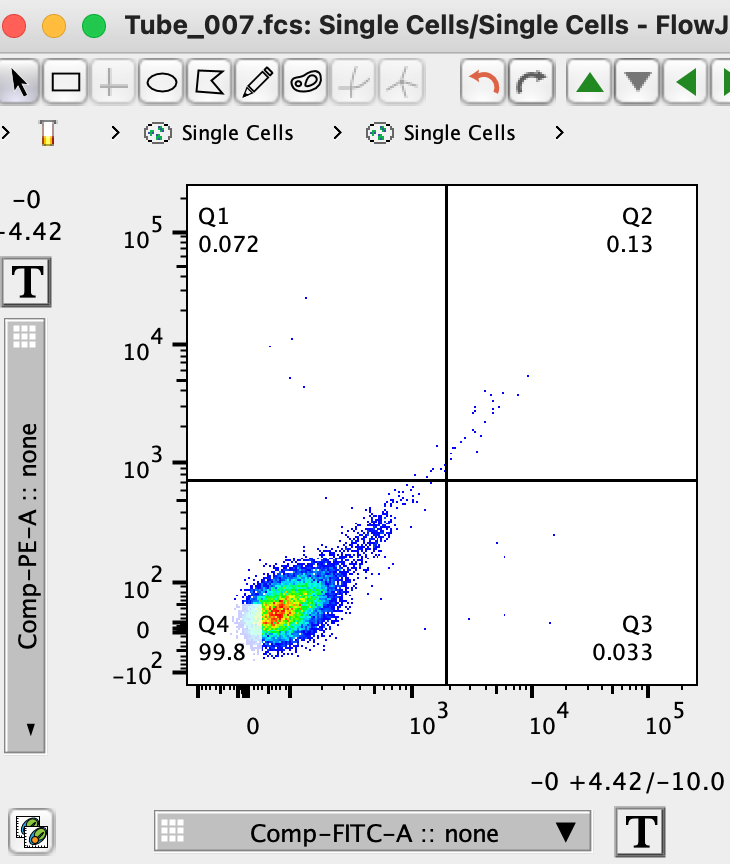 Tube_007.fcs: Single Cells/Single Cells - FlowJ
> > Single Cells > Single Cells >
-0
-4.42
T
Comp-PE-A :: none
Q1
0.072
Q2
0.13
Q4
99.8
Q3
0.033
10^5
10^4
10^3
10^2
0
-10^2
0 10^3 10^4 10^5
-0 +4.42/-10.0
Comp-FITC-A :: none
T